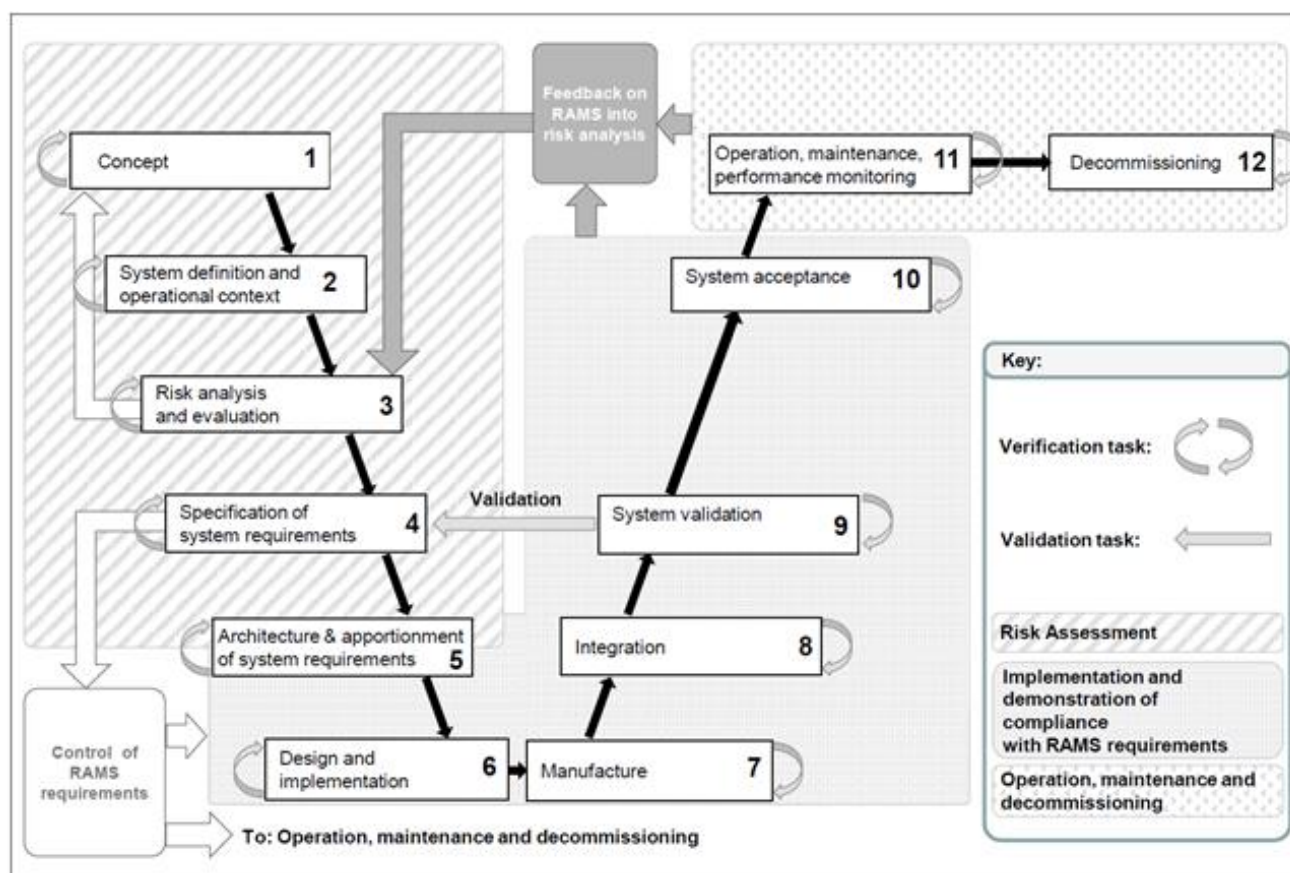 Feedback on
RAMS into
risk analysis
Concept 1
Operation, maintenance,
performance monitoring 11
Decommissioning 12
System definition and
operational context 2
System acceptance 10
Risk analysis
and evaluation 3
Key:
Verification task:
Validation
Specification of
system requirements 4
System validation 9
Validation task:
Architecture & apportionment
of system requirements 5
Integration 8
Risk Assessment
Implementation and
demonstration of
compliance
with RAMS requirements
Control of
RAMS
requirements
Design and
implementation 6
Manufacture 7
Operation, maintenance and
decommissioning
To: Operation, maintenance and decommissioning